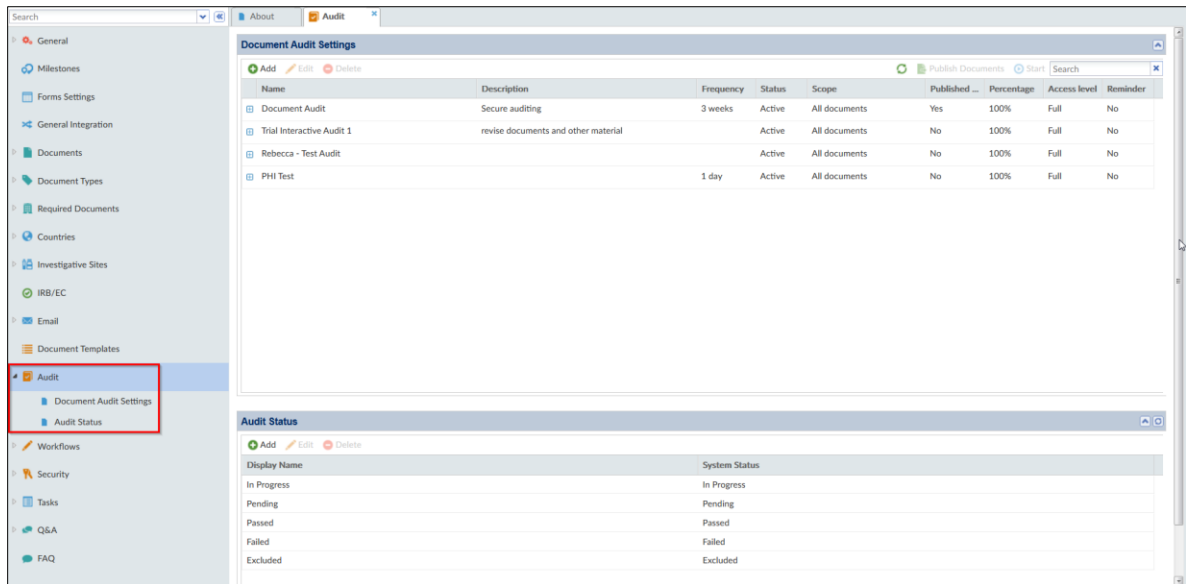 Search
General
Milestones
Forms Settings
General Integration
Documents
Document Types
Required Documents
Countries
Investigative Sites
IRB/EC
Email
Document Templates
Audit
Document Audit Settings
Audit Status
Workflows
Security
Tasks
Q&A
FAQ
About Audit
Document Audit Settings
Add Edit Delete Publish Documents Start Search
Name Description Frequency Status Scope Published ... Percentage Access level Reminder
Document Audit Secure auditing 3 weeks Active All documents Yes 100% Full No
Trial Interactive Audit 1 revise documents and other material Active All documents No 100% Full No
Rebecca - Test Audit Active All documents No 100% Full No
PHI Test 1 day Active All documents No 100% Full No
Audit Status
Add Edit Delete
Display Name System Status
In Progress In Progress
Pending Pending
Passed Passed
Failed Failed
Excluded Excluded